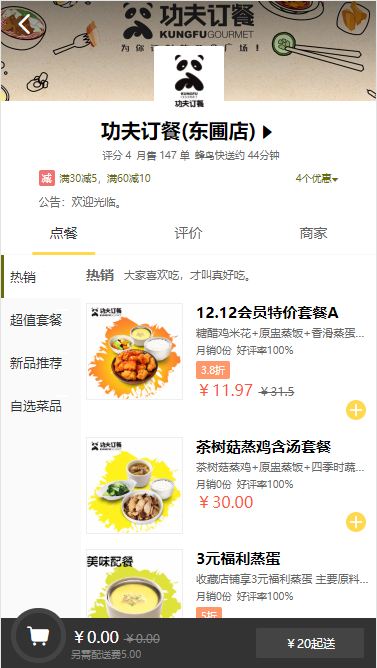 功夫订餐
KUNGFUGOURMET
功夫订餐
功夫订餐(东圃店)
评分 4 月售 147 单 蜂鸟快送约 44分钟
减 满30减5，满60减10 4个优惠
公告：欢迎光临。
点餐 评价 商家
热销
超值套餐
新品推荐
自选菜品
热销 大家喜欢吃，才叫真好吃。
功夫订餐
12.12会员特价套餐A
糖醋鸡米花+原盅蒸饭+香滑蒸蛋...
月销0份 好评率100%
3.8折
￥11.97 ￥31.5
功夫订餐
茶树菇蒸鸡含汤套餐
茶树菇蒸鸡+原盅蒸饭+四季时蔬...
月销0份 好评率100%
￥30.00
美味配餐
3元福利蒸蛋
收藏店铺享3元福利蒸蛋 主要原料...
月销0份 好评率100%
5折
￥0.00 ￥0.00
另需配送费5.00
￥20起送